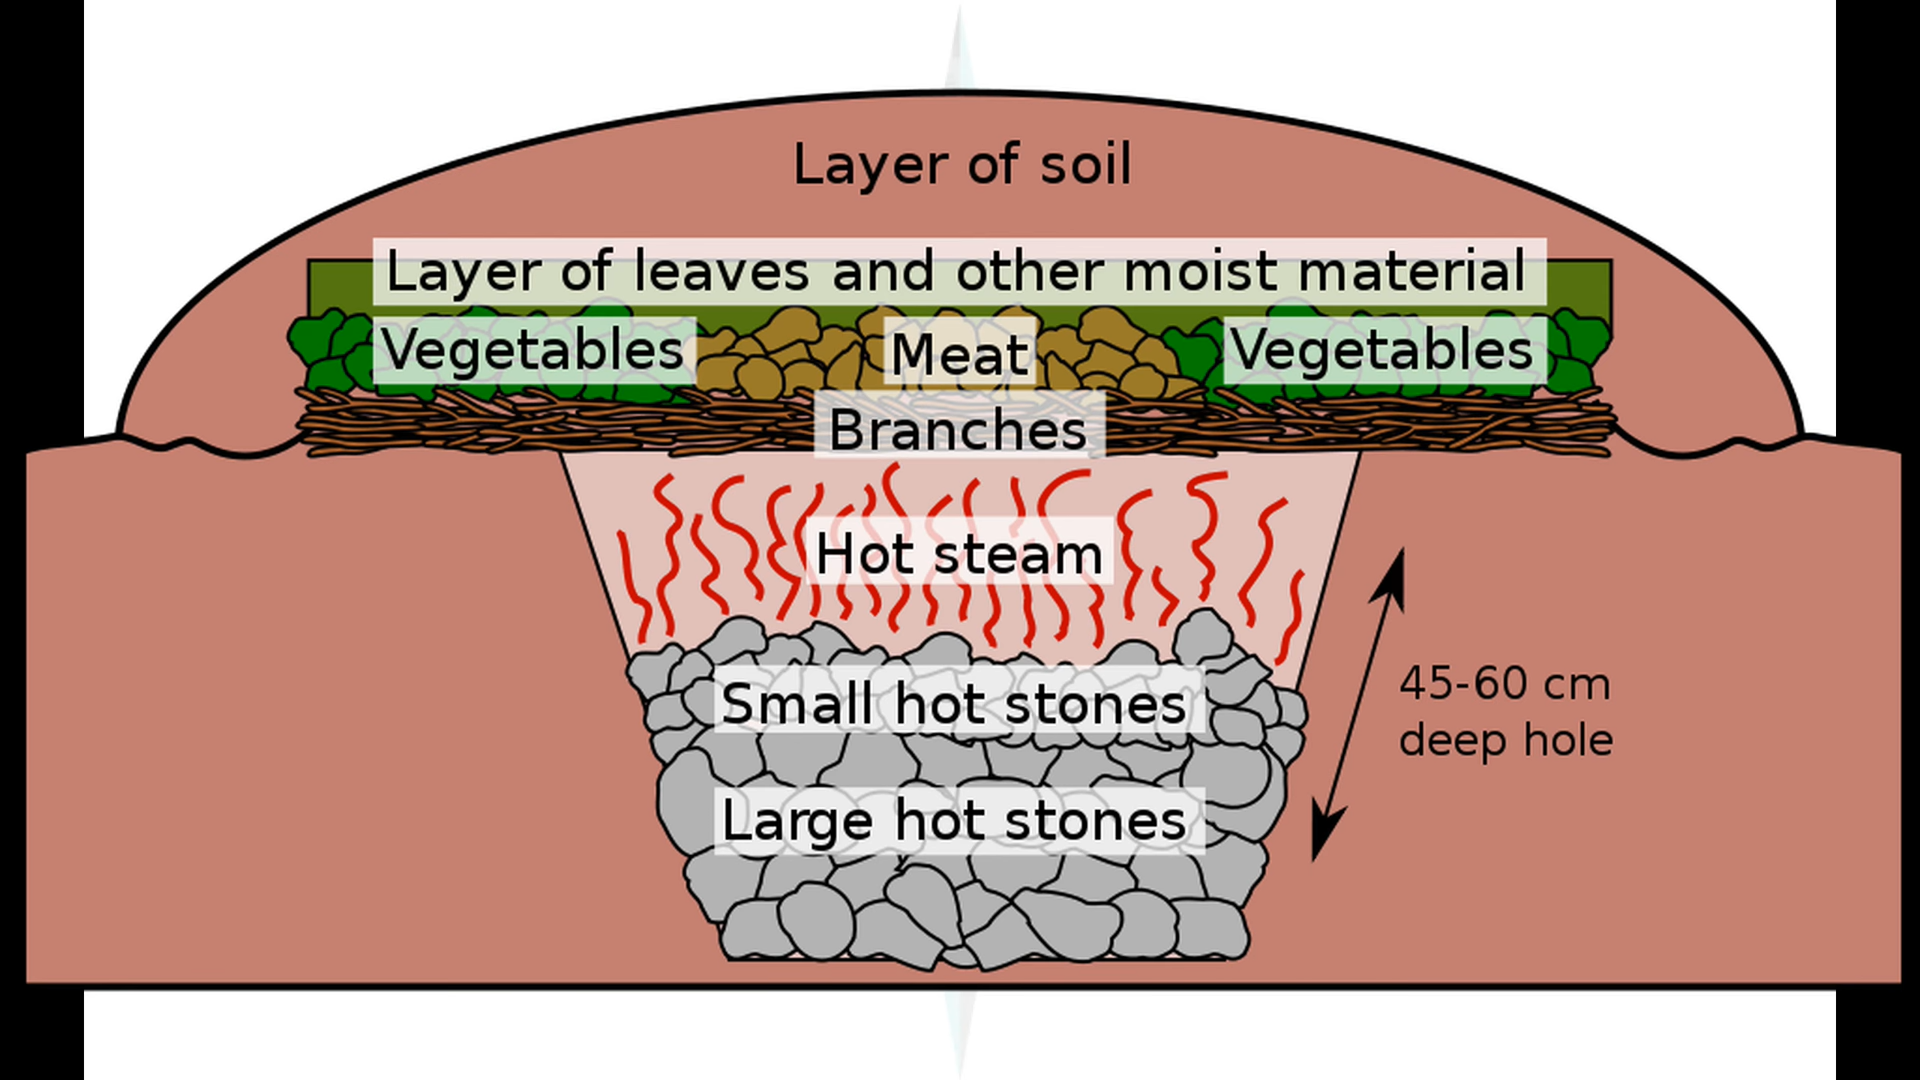 Layer of soil
Layer of leaves and other moist material
Vegetables
Meat
Vegetables
Branches
Hot steam
45-60 cm
deep hole
Small hot stones
Large hot stones